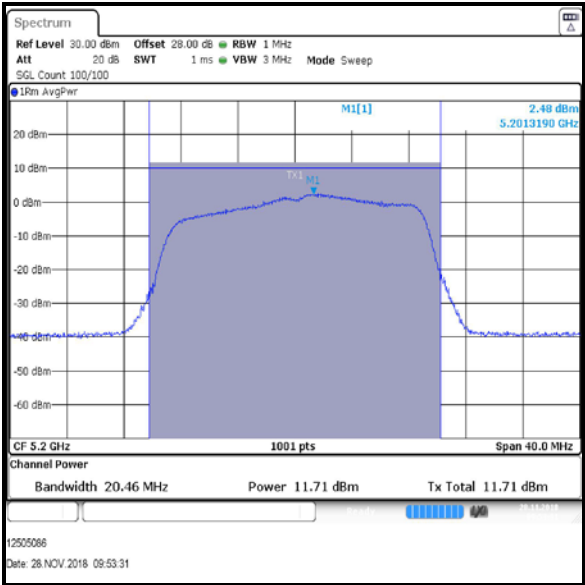 Spectrum
Ref Level 30.00 dBm Offset 28.00 dB RBW 1 MHz
Att 20 dB SWT 1 ms VBW 3 MHz Mode Sweep
SGL Count 100/100
1Rm AvgPwr
M1[1] 2.48 dBm
5.2013190 GHz
20 dBm
10 dBm
TX1 M1
0 dBm
-10 dBm
-20 dBm
-30 dBm
-40 dBm
-50 dBm
-60 dBm
CF 5.2 GHz 1001 pts Span 40.0 MHz
Channel Power
Bandwidth 20.46 MHz Power 11.71 dBm Tx Total 11.71 dBm
Ready
12505086
Date: 28.NOV.2018 09:53:31